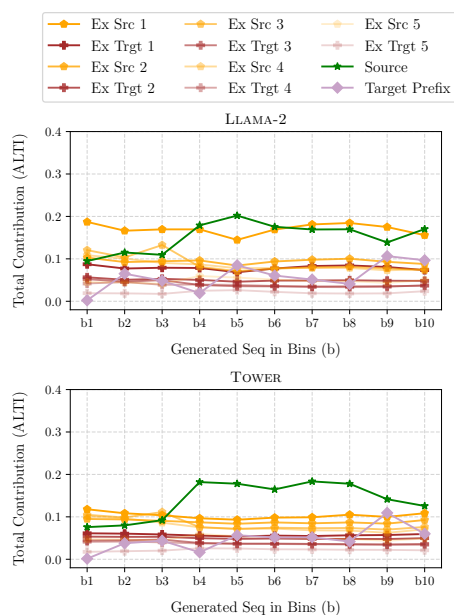 Ex Src 1 Ex Src 3 Ex Src 5
Ex Trgt 1 Ex Trgt 3 Ex Trgt 5
Ex Src 2 Ex Src 4 Source
Ex Trgt 2 Ex Trgt 4 Target Prefix
LLAMA-2
Total Contribution (ALTI)
0.4
0.3
0.2
0.1
0.0
b1 b2 b3 b4 b5 b6 b7 b8 b9 b10
Generated Seq in Bins (b)
TOWER
Total Contribution (ALTI)
0.4
0.3
0.2
0.1
0.0
b1 b2 b3 b4 b5 b6 b7 b8 b9 b10
Generated Seq in Bins (b)